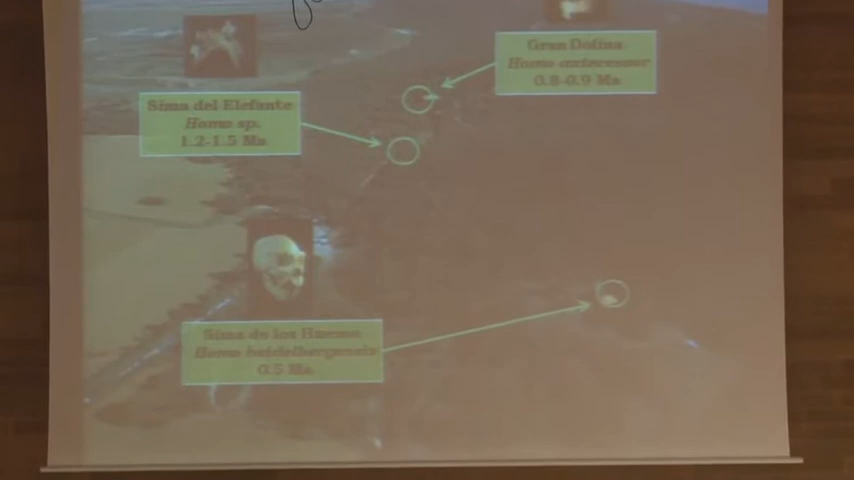 Gran Dolina
Homo antecessor
0.8-0.9 Ma
Sima del Elefante
Homo sp.
1.2-1.5 Ma
Sima de los Huesos
Homo heidelbergensis
0.5 Ma